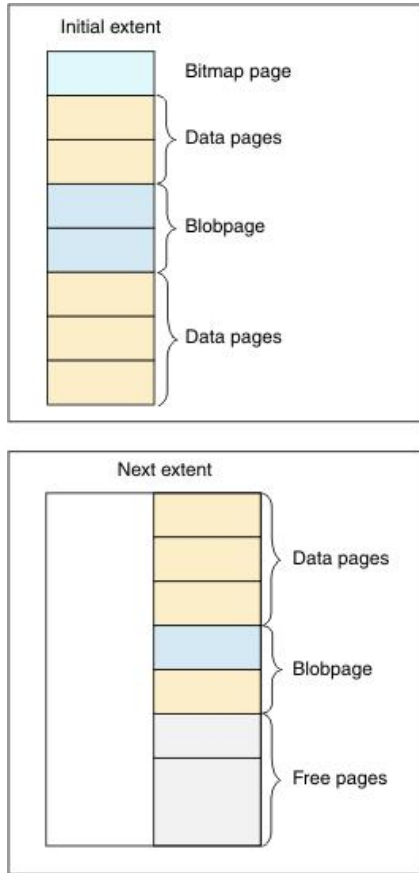 Initial extent
Bitmap page
Data pages
Blobpage
Data pages
Next extent
Data pages
Blobpage
Free pages